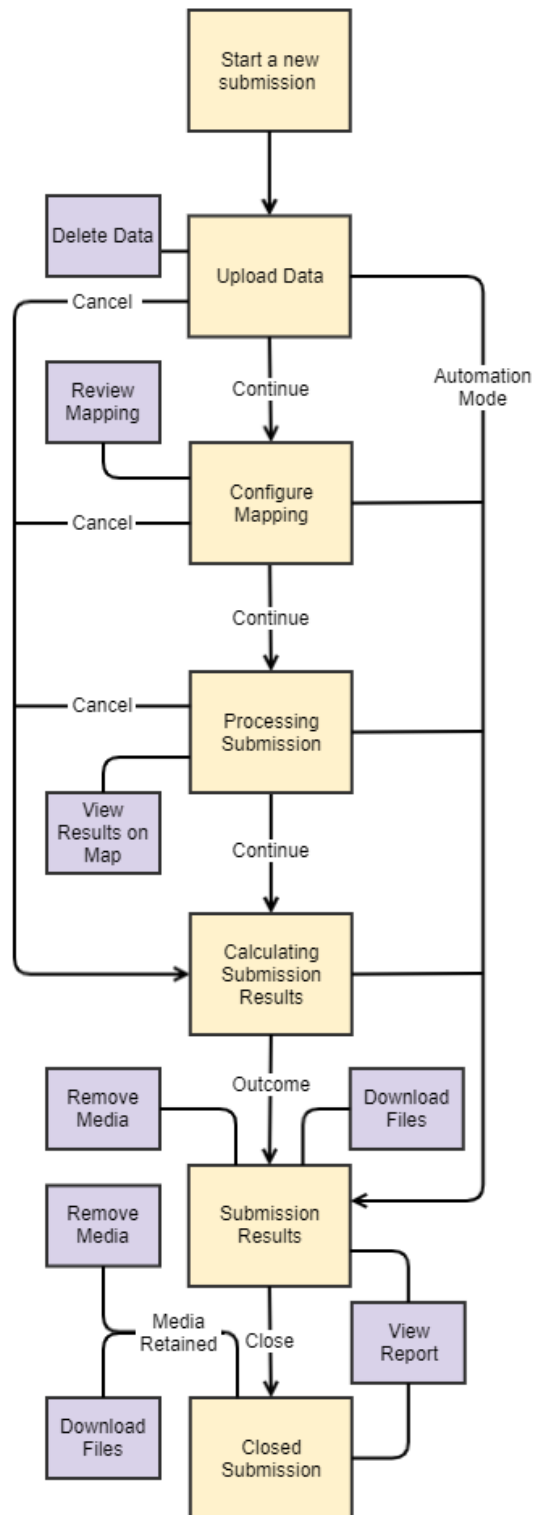 Start a new
submission
Delete Data
Upload Data
Cancel
Automation
Mode
Continue
Review
Mapping
Configure
Mapping
Cancel
Continue
Cancel
Processing
Submission
View
Results on
Map
Continue
Calculating
Submission
Results
Outcome
Remove
Media
Download
Files
Remove
Media
Submission
Results
Media
Retained
Close
View
Report
Download
Files
Closed
Submission